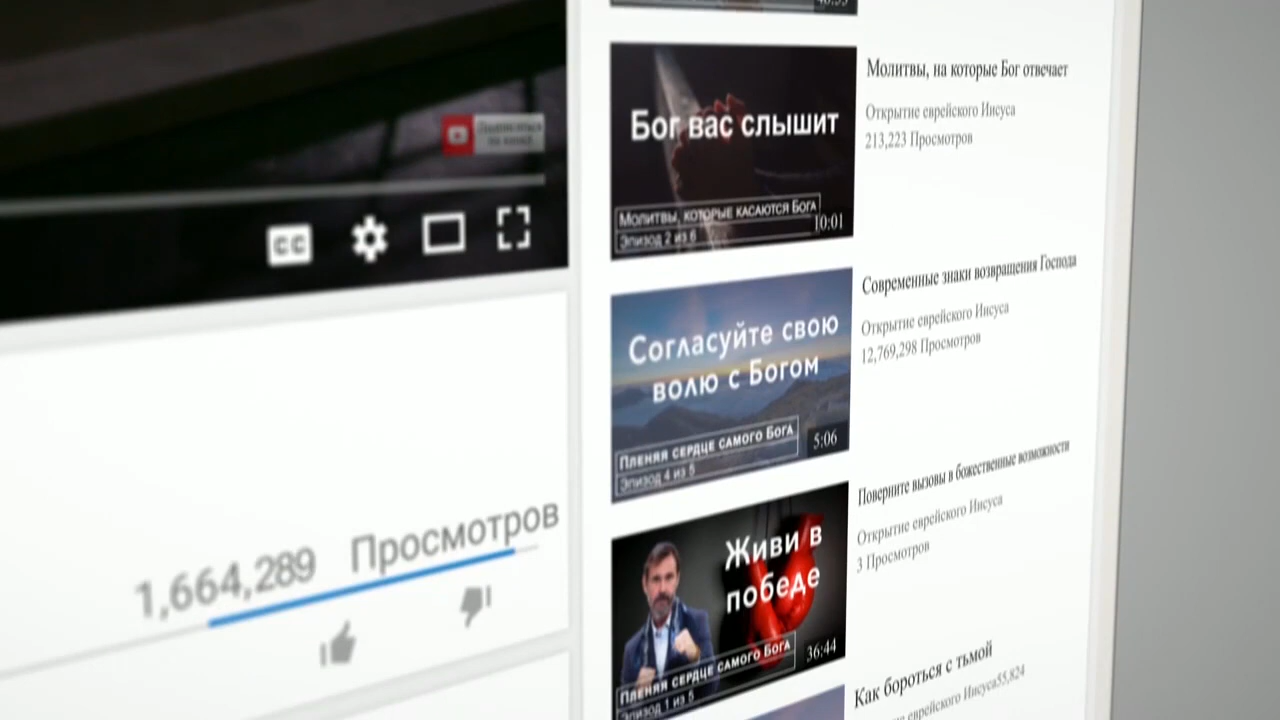 Бог вас слышит
Молитвы, которые касаются Бога
Эпизод 2 из 6
10:01
Молитвы, на которые Бог отвечает
Открытие еврейского Иисуса
213,223 Просмотров
Согласуйте свою
волю с Богом
Пленяя сердце самого Бога
Эпизод 4 из 5
5:06
Современные знаки возвращения Господа
Открытие еврейского Иисуса
12,769,298 Просмотров
Живи в
победе
Пленяя сердце самого Бога
Эпизод 1 из 5
36:44
Поверните вызовы в божественные возможности
Открытие еврейского Иисуса
3 Просмотров
Как бороться с тьмой
Иисуса55,824
CC
1,664,289 Просмотров